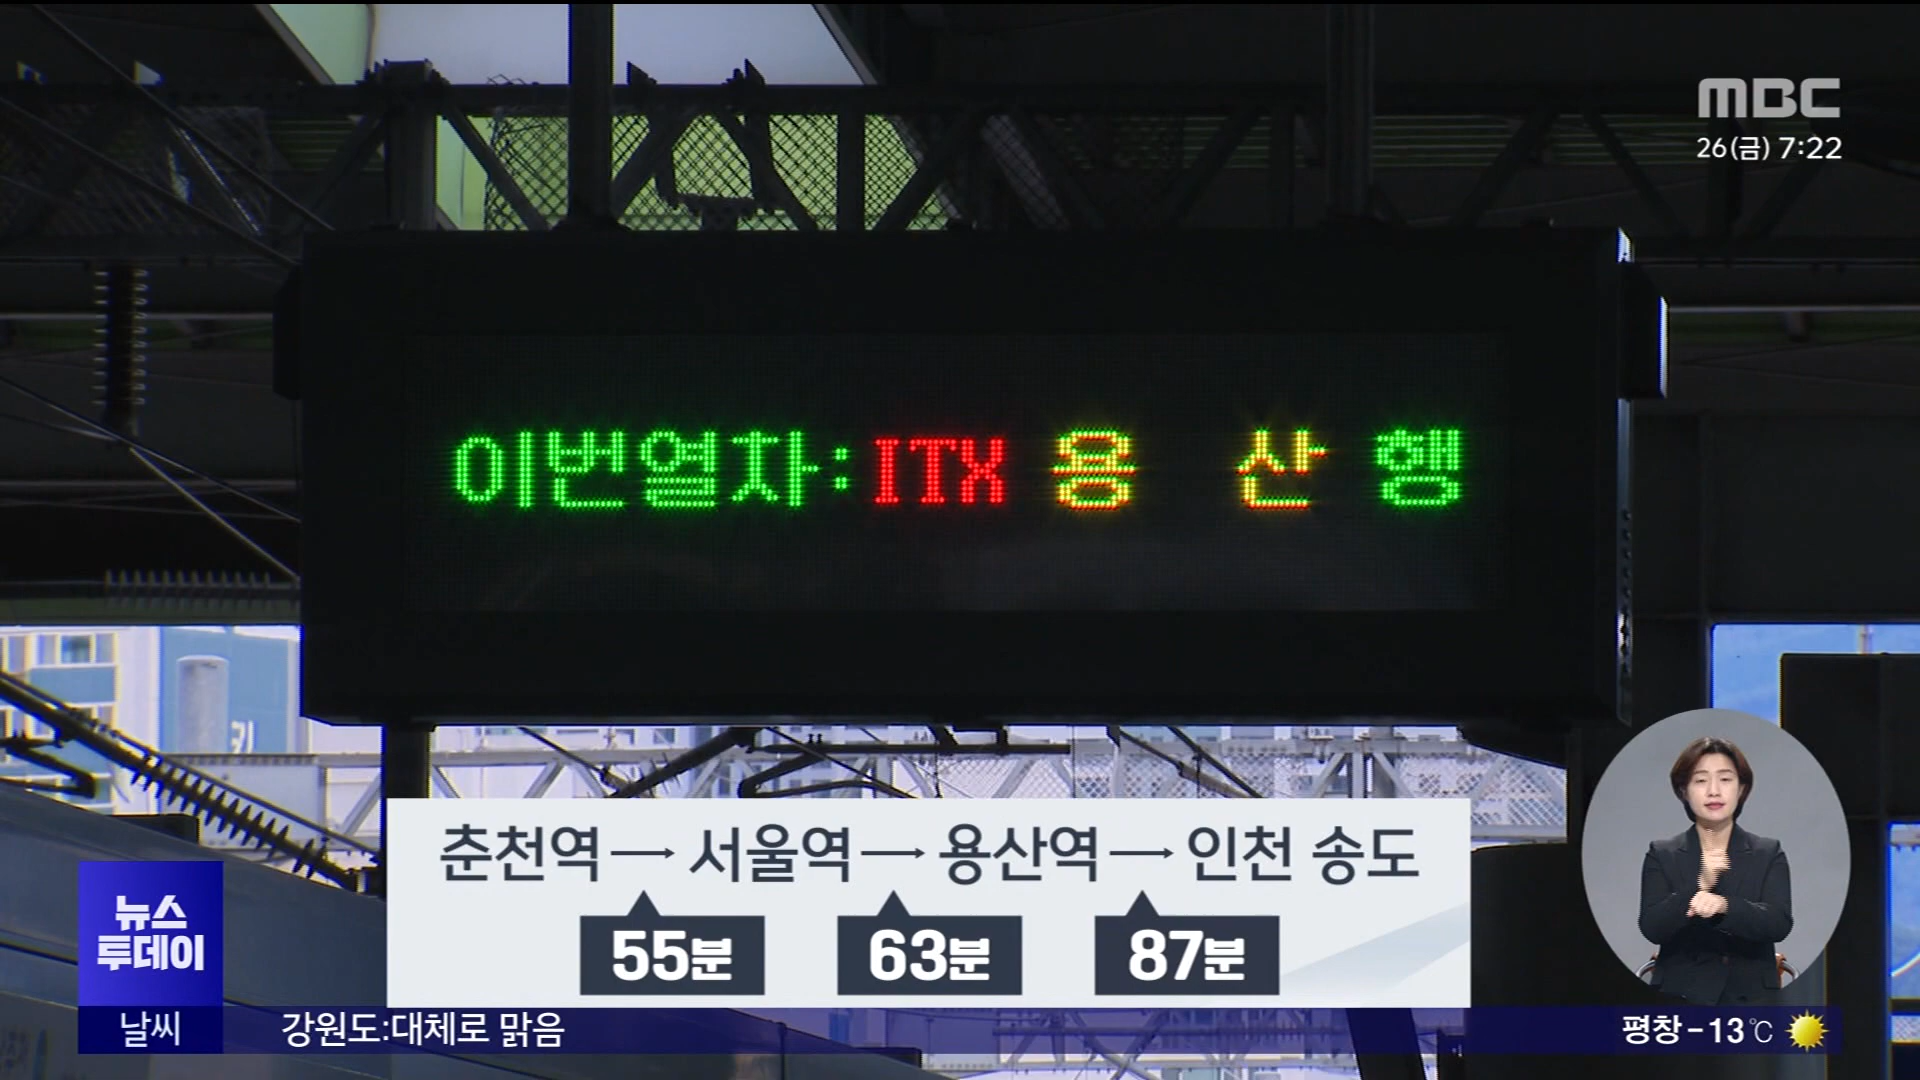 MBC
26(금) 7:22
이번열차:ITX 용 산 행
춘천역→서울역→용산역→인천 송도
55분 63분 87분
뉴스
투데이
날씨 강원도:대체로 맑음 평창 -13℃